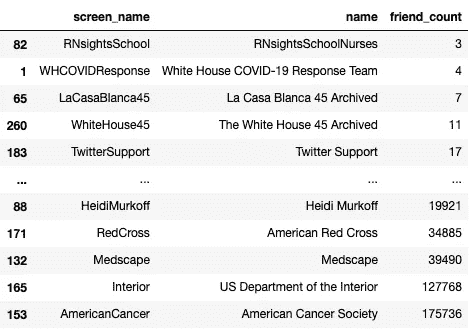 screen_name name friend_count
82 RNsightsSchool RNsightsSchoolNurses 3
1 WHCOVIDResponse White House COVID-19 Response Team 4
65 LaCasaBlanca45 La Casa Blanca 45 Archived 7
260 WhiteHouse45 The White House 45 Archived 11
183 TwitterSupport Twitter Support 17
... ... ... ...
88 HeidiMurkoff Heidi Murkoff 19921
171 RedCross American Red Cross 34885
132 Medscape Medscape 39490
165 Interior US Department of the Interior 127768
153 AmericanCancer American Cancer Society 175736